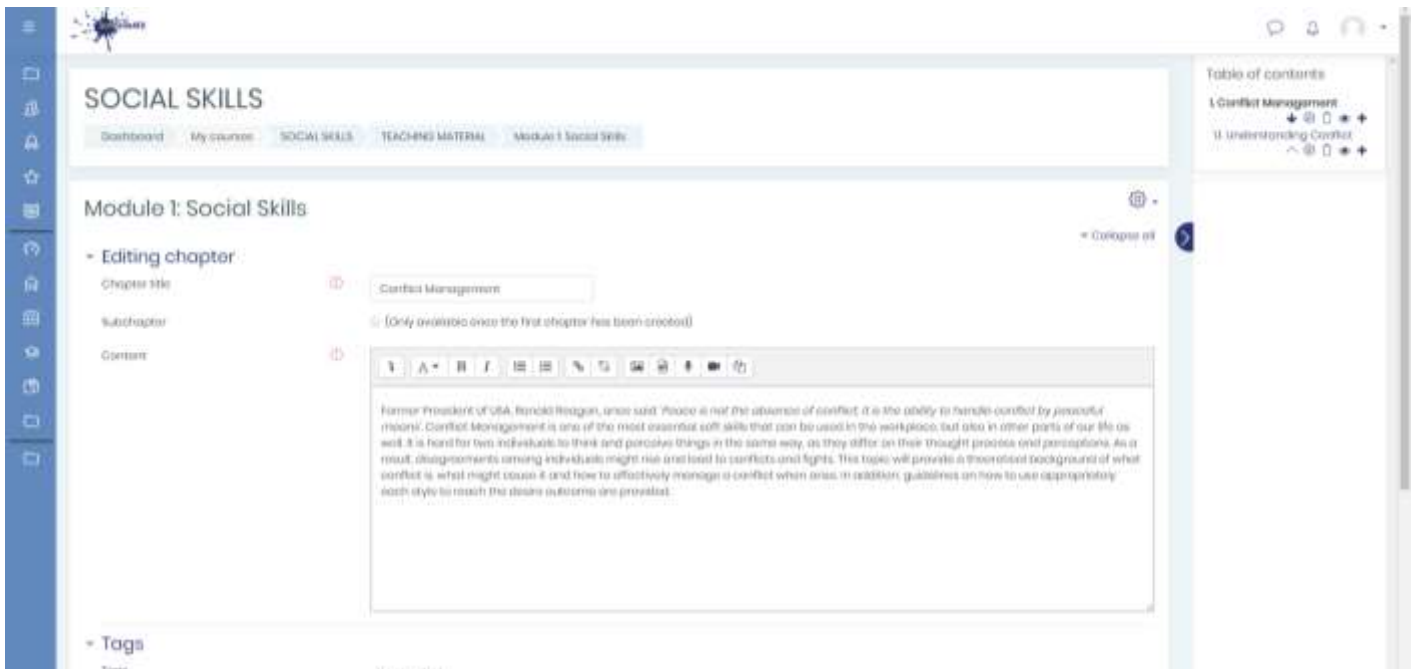 SOCIAL SKILLS
Dashboard My courses SOCIAL SKILLS TEACHING MATERIAL Module 1: Social Skills
Module 1: Social Skills
Collapse all
Editing chapter
Chapter title
Conflict Management
Subchapter
(Only available once the first chapter has been created)
Content
Former President of USA, Ronald Reagan, once said 'Peace is not the absence of conflict, it is the ability to handle conflict by peaceful
means'. Conflict Management is one of the most essential soft skills that can be used in the workplace, but also in other parts of our life as
well. It is hard for two individuals to think and perceive things in the same way, as they differ on their thought process and perceptions. As a
result, disagreements among individuals might rise and lead to conflicts and fights. This topic will provide a theoretical background of what
conflict is, what might cause it and how to effectively manage a conflict when arise. In addition, guidelines on how to use appropriately
each style to reach the desire outcome are provided.
Tags
Table of contents
1. Conflict Management
1.1. Understanding Conflict